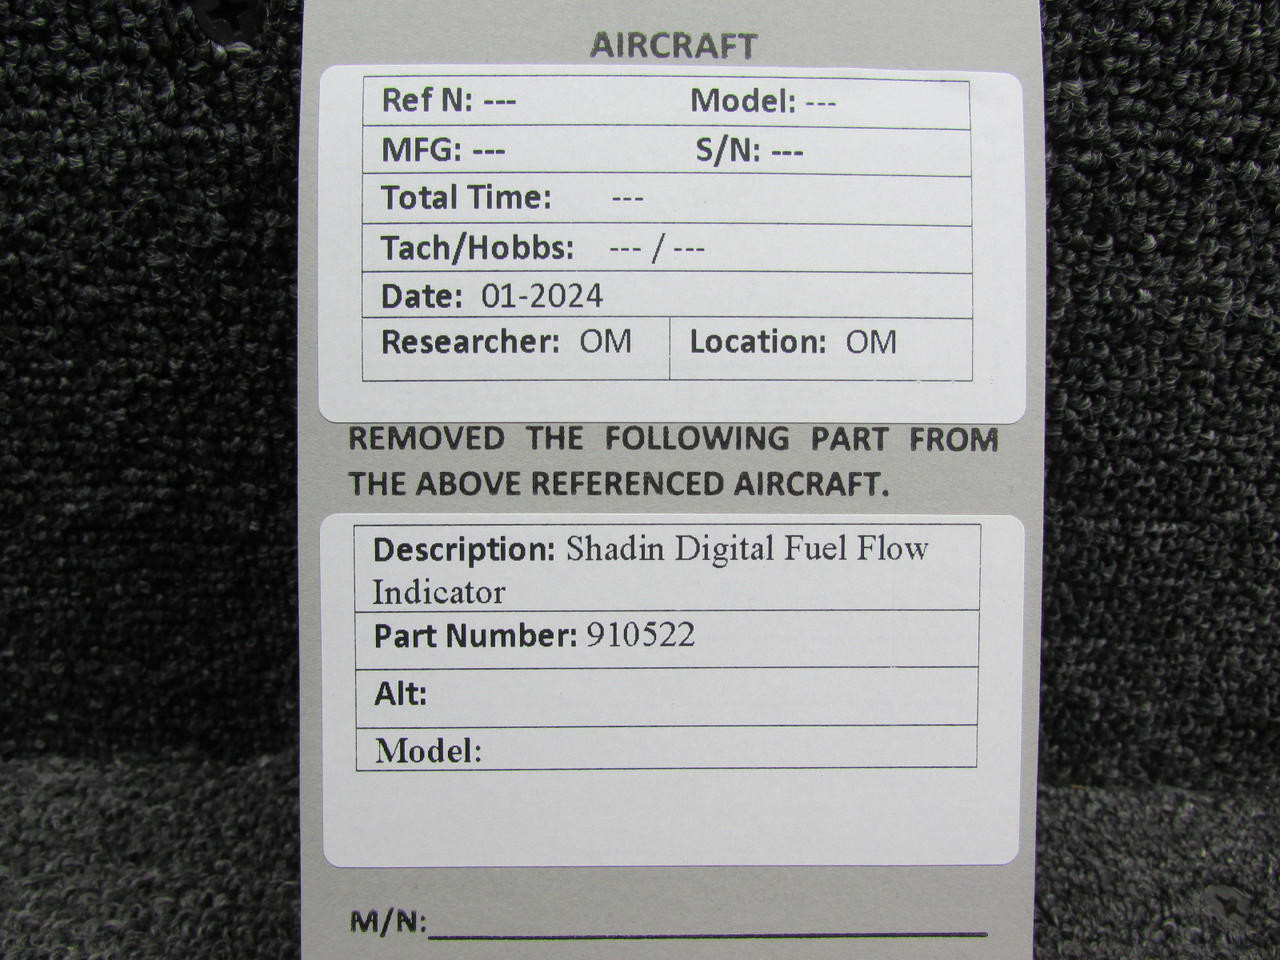 AIRCRAFT
Ref N: --- Model: ---
MFG: --- S/N: ---
Total Time: ---
Tach/Hobbs: --- / ---
Date: 01-2024
Researcher: OM Location: OM
REMOVED THE FOLLOWING PART FROM
THE ABOVE REFERENCED AIRCRAFT.
Description: Shadin Digital Fuel Flow
Indicator
Part Number: 910522
Alt:
Model:
M/N: